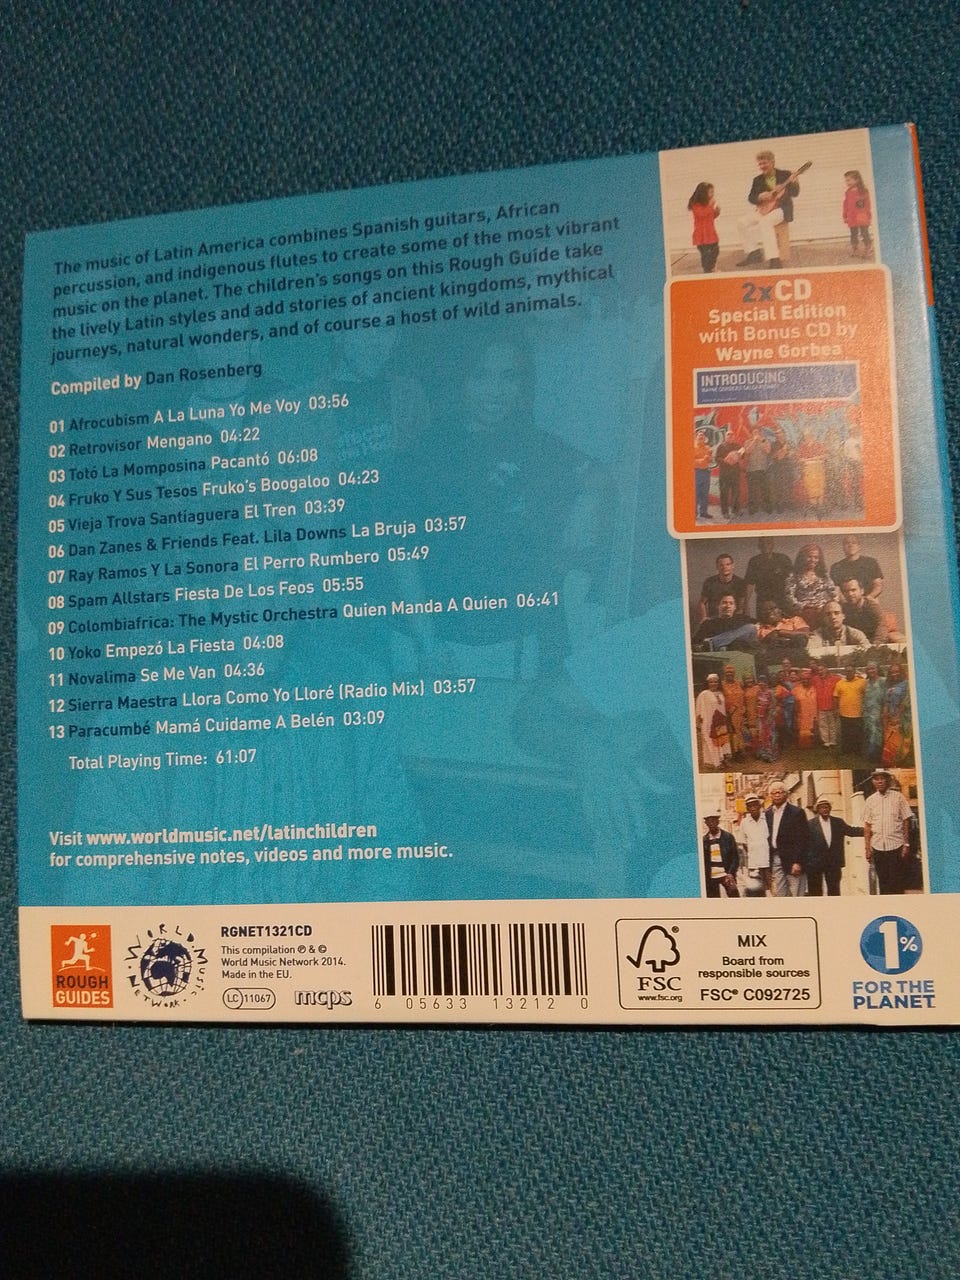 The music of Latin America combines Spanish guitars, African
percussion, and indigenous flutes to create some of the most vibrant
music on the planet. The children's songs on this Rough Guide take
the lively Latin styles and add stories of ancient kingdoms, mythical
journeys, natural wonders, and of course a host of wild animals.
Compiled by Dan Rosenberg
01 Afrocubism A La Luna Yo Me Voy 03:56
02 Retrovisor Mengano 04:22
03 Totó La Momposina Pacantó 06:08
04 Fruko Y Sus Tesos Fruko's Boogaloo 04:23
05 Vieja Trova Santiaguera El Tren 03:39
06 Dan Zanes & Friends Feat. Lila Downs La Bruja 03:57
07 Ray Ramos Y La Sonora El Perro Rumbero 05:49
08 Spam Allstars Fiesta De Los Feos 05:55
09 Colombiafrica: The Mystic Orchestra Quien Manda A Quien 06:41
10 Yoko Empezó La Fiesta 04:08
11 Novalima Se Me Van 04:36
12 Sierra Maestra Llora Como Yo Lloré (Radio Mix) 03:57
13 Paracumbé Mamá Cuidame A Belén 03:09
Total Playing Time: 61:07
Visit www.worldmusic.net/latinchildren
for comprehensive notes, videos and more music.
2xCD
Special Edition
with Bonus CD by
Wayne Gorbea
INTRODUCING
ROUGH
GUIDES
WORLD MUSIC NETWORK
RGNET1321CD
This compilation ℗ & ©
World Music Network 2014.
Made in the EU.
LC 11067 mcps
6 05633 13212 0
FSC®
www.fsc.org
MIX
Board from
responsible sources
FSC® C092725
1%
FOR THE
PLANET